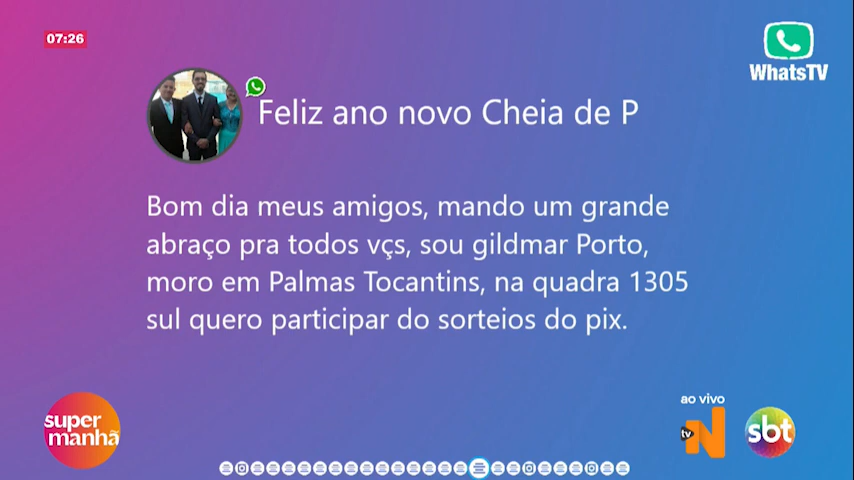 07:26
WhatsTV
Feliz ano novo Cheia de P
Bom dia meus amigos, mando um grande
abraço pra todos vçs, sou gildmar Porto,
moro em Palmas Tocantins, na quadra 1305
sul quero participar do sorteios do pix.
super
manhã
ao vivo
tv N
sbt